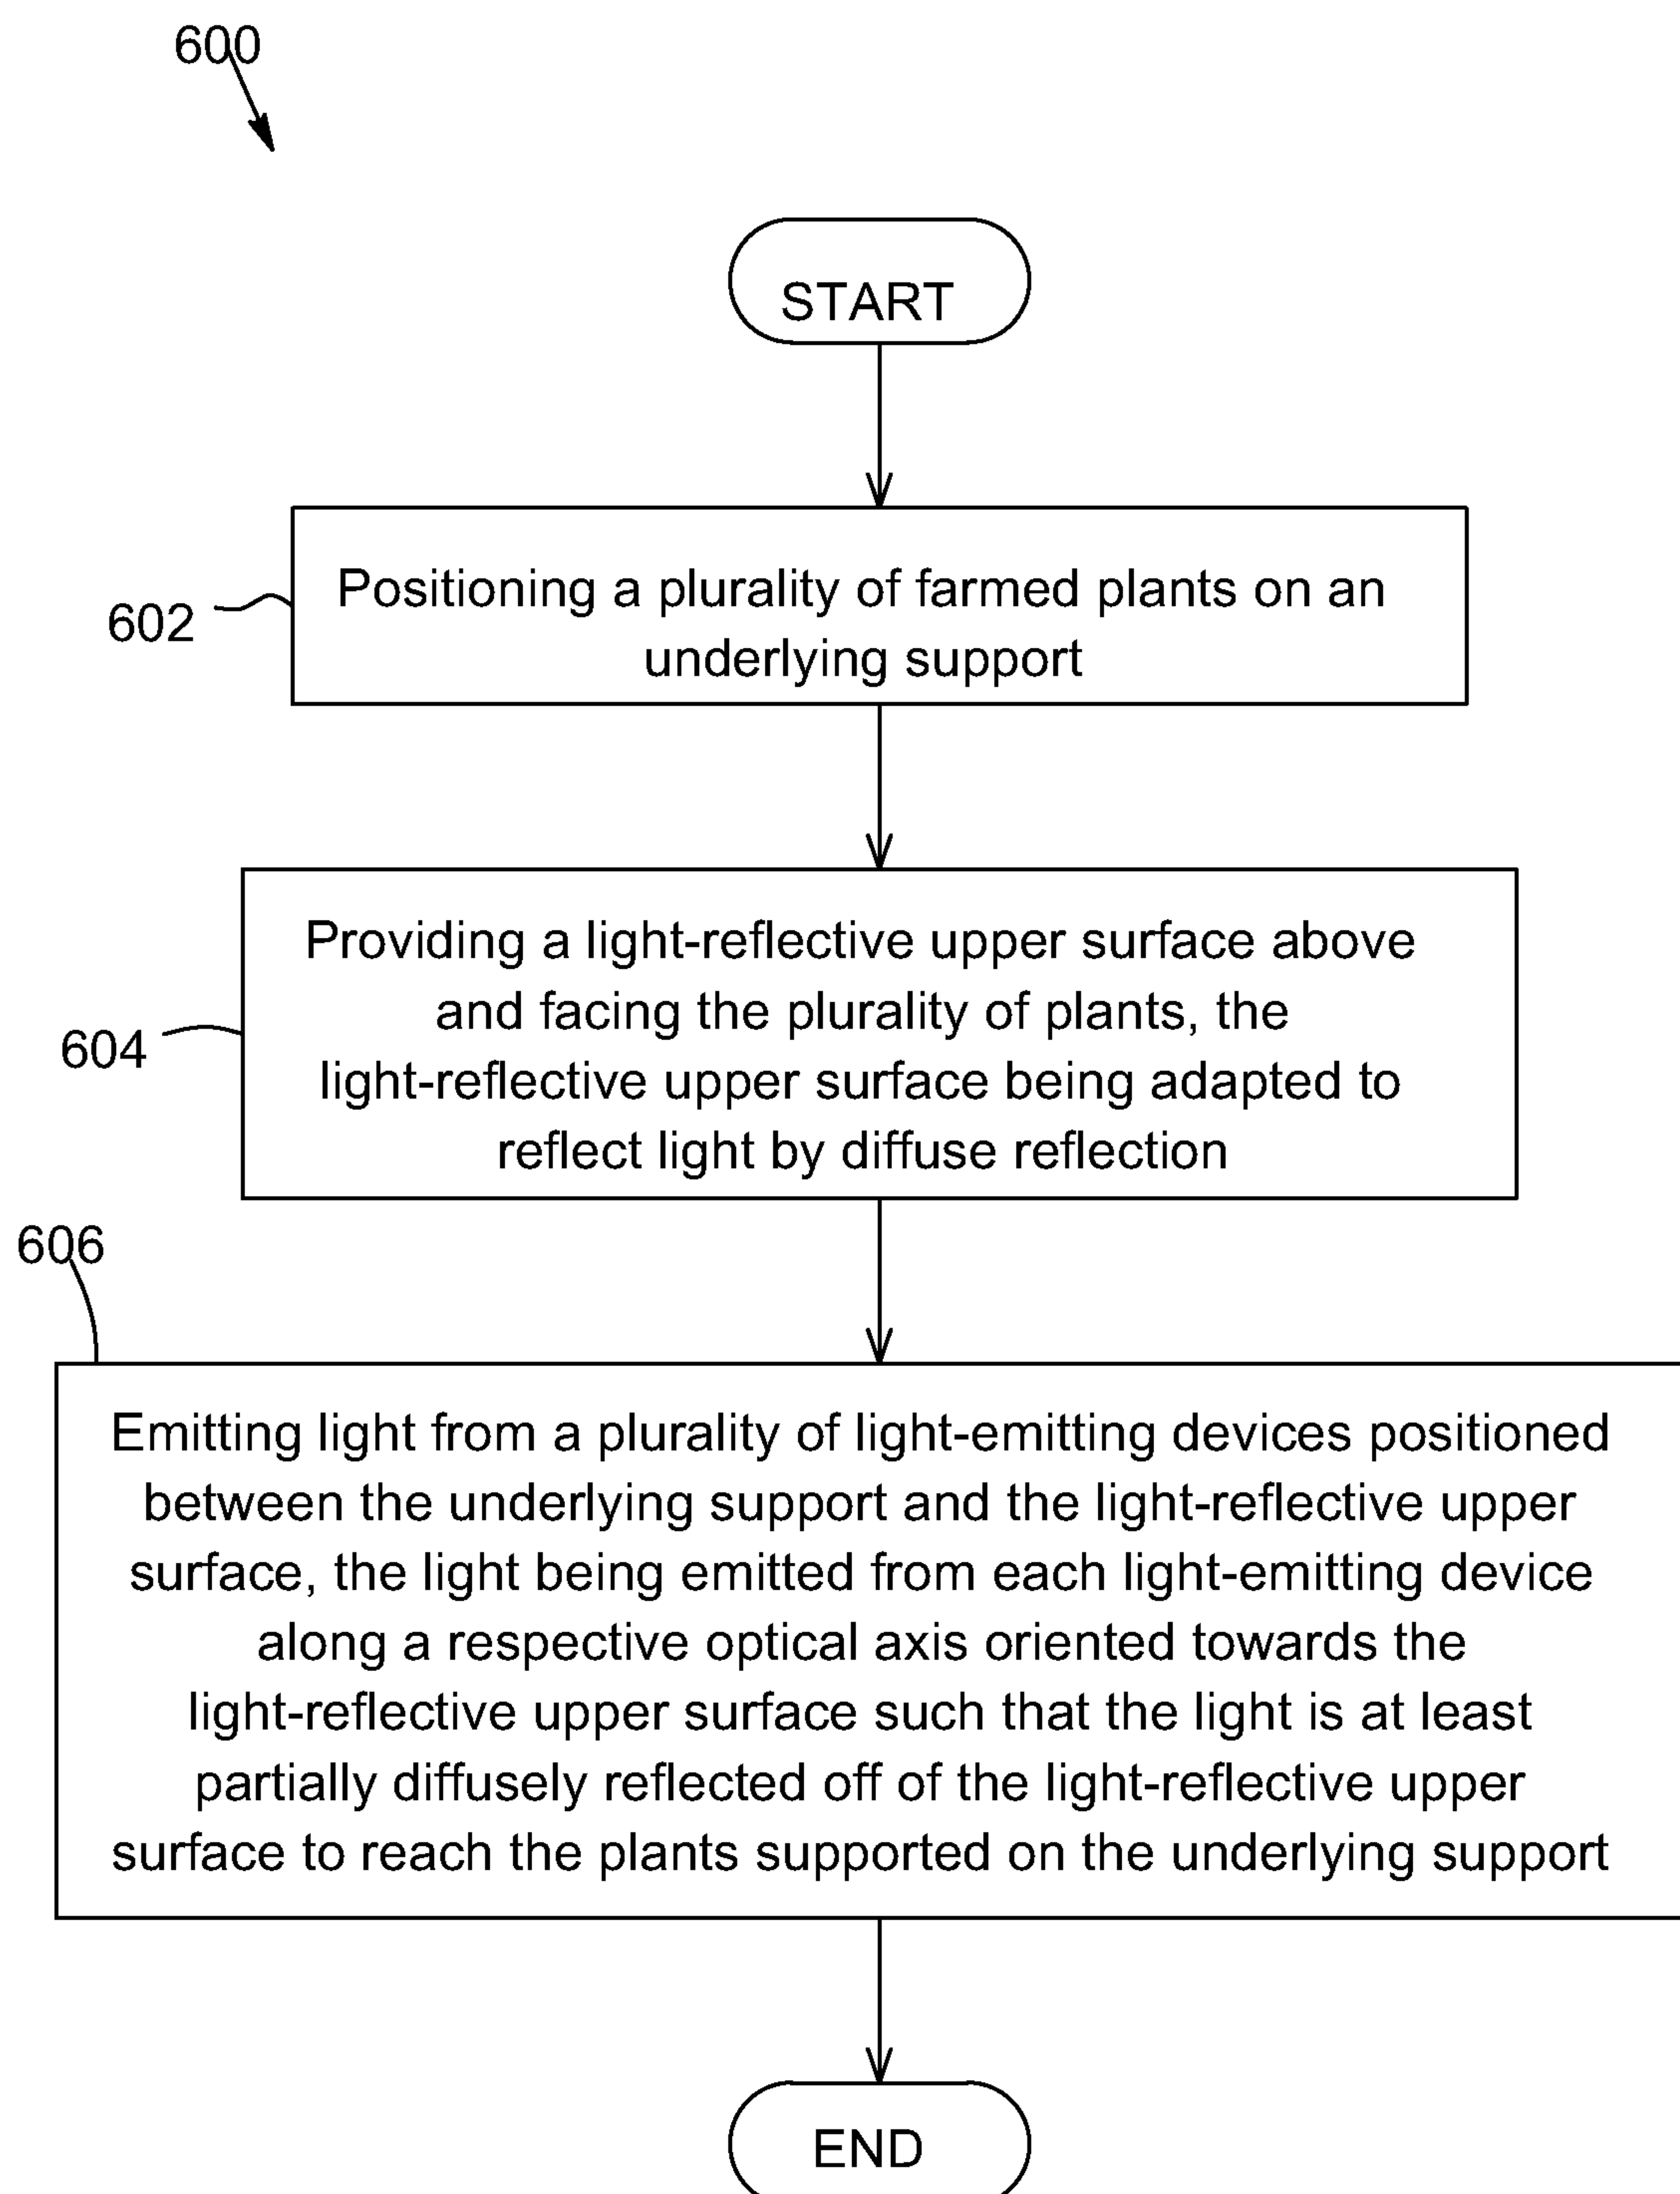 600
START
602
Positioning a plurality of farmed plants on an
underlying support
604
Providing a light-reflective upper surface above
and facing the plurality of plants, the
light-reflective upper surface being adapted to
reflect light by diffuse reflection
606
Emitting light from a plurality of light-emitting devices positioned
between the underlying support and the light-reflective upper
surface, the light being emitted from each light-emitting device
along a respective optical axis oriented towards the
light-reflective upper surface such that the light is at least
partially diffusely reflected off of the light-reflective upper
surface to reach the plants supported on the underlying support
END